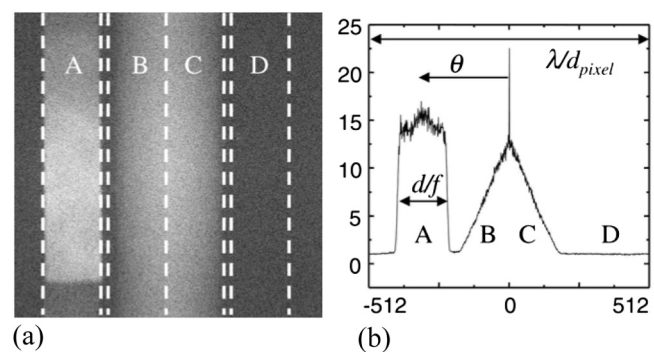 A B C D
(a)
25
20
15
10
5
0
λ/d_pixel
θ
d/f
A B C D
-512 0 512
(b)